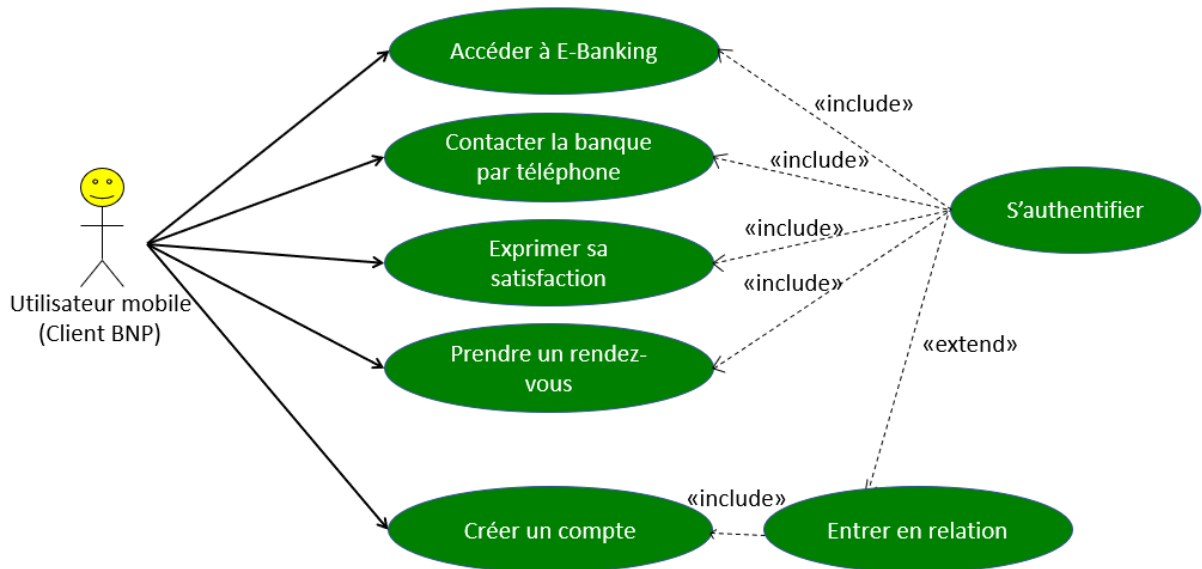 Accéder à E-Banking
«include»
Contacter la banque
par téléphone
«include»
S’authentifier
Exprimer sa
satisfaction
«include»
«include»
Utilisateur mobile
(Client BNP)
Prendre un rendez-
vous
«extend»
«include»
Créer un compte
Entrer en relation